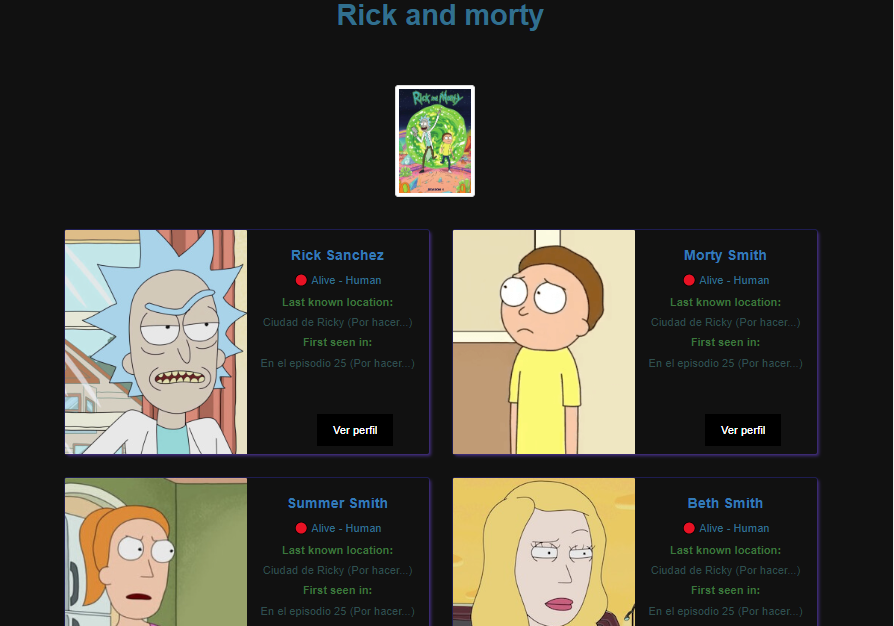 Rick and morty
Rick and Morty
Rick Sanchez
Alive - Human
Last known location:
Ciudad de Ricky (Por hacer...)
First seen in:
En el episodio 25 (Por hacer...)
Ver perfil
Morty Smith
Alive - Human
Last known location:
Ciudad de Ricky (Por hacer...)
First seen in:
En el episodio 25 (Por hacer...)
Ver perfil
Summer Smith
Alive - Human
Last known location:
Ciudad de Ricky (Por hacer...)
First seen in:
En el episodio 25 (Por hacer...)
Beth Smith
Alive - Human
Last known location:
Ciudad de Ricky (Por hacer...)
First seen in:
En el episodio 25 (Por hacer...)